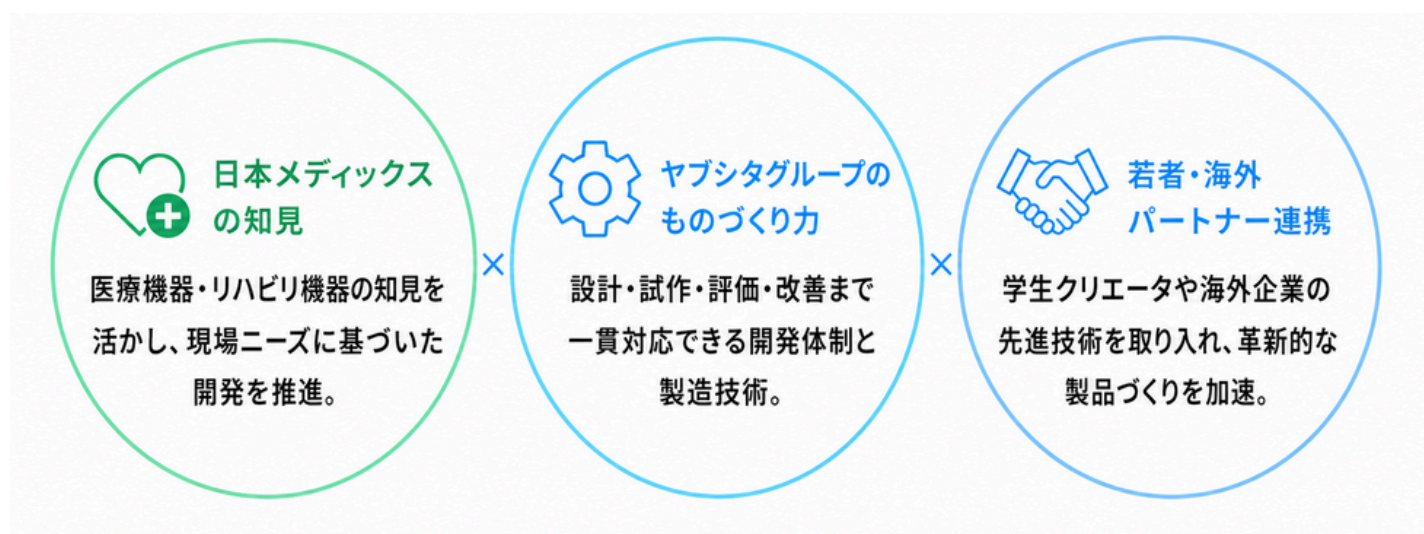 日本メディックス
の知見
医療機器・リハビリ機器の知見を
活かし、現場ニーズに基づいた
開発を推進。
×
ヤブシタグループの
ものづくり力
設計・試作・評価・改善まで
一貫対応できる開発体制と
製造技術。
×
若者・海外
パートナー連携
学生クリエータや海外企業の
先進技術を取り入れ、革新的な
製品づくりを加速。